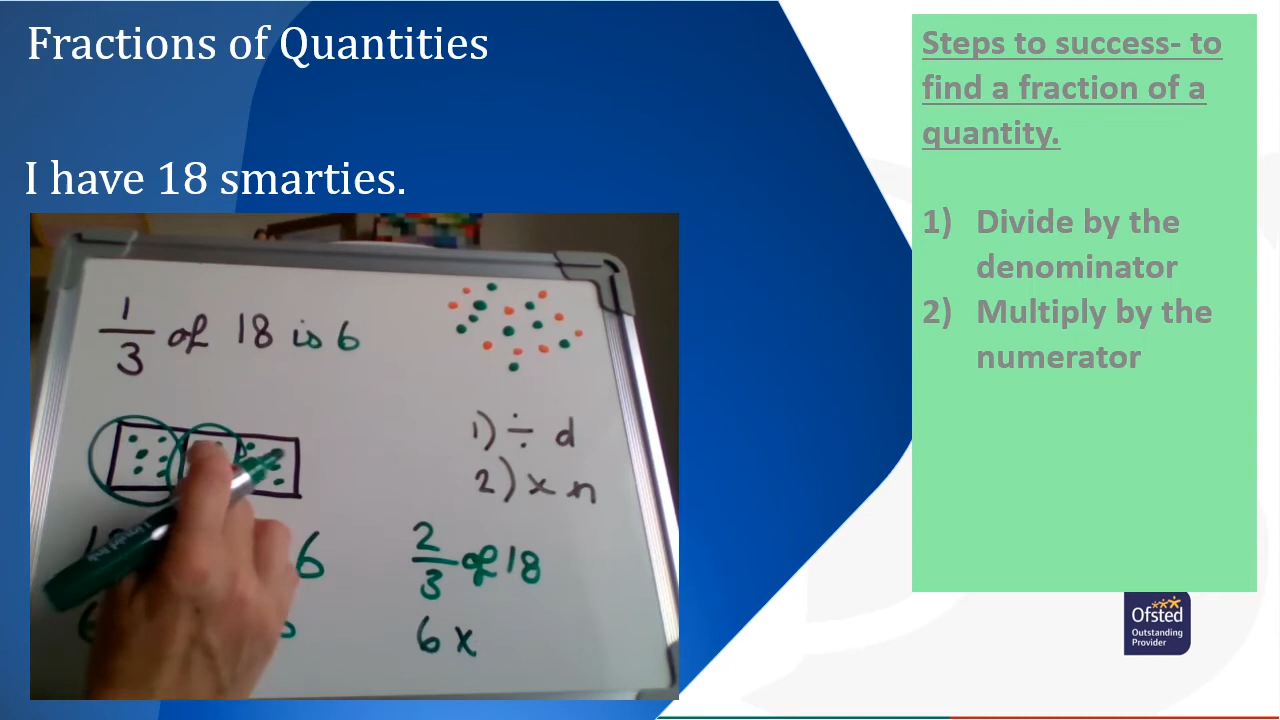 Fractions of Quantities
I have 18 smarties.
1/3 of 18 is 6
1) ÷ d
2) x n
6
2/3 of 18
6 x
Steps to success- to
find a fraction of a
quantity.
1) Divide by the
denominator
2) Multiply by the
numerator
Ofsted
Outstanding
Provider